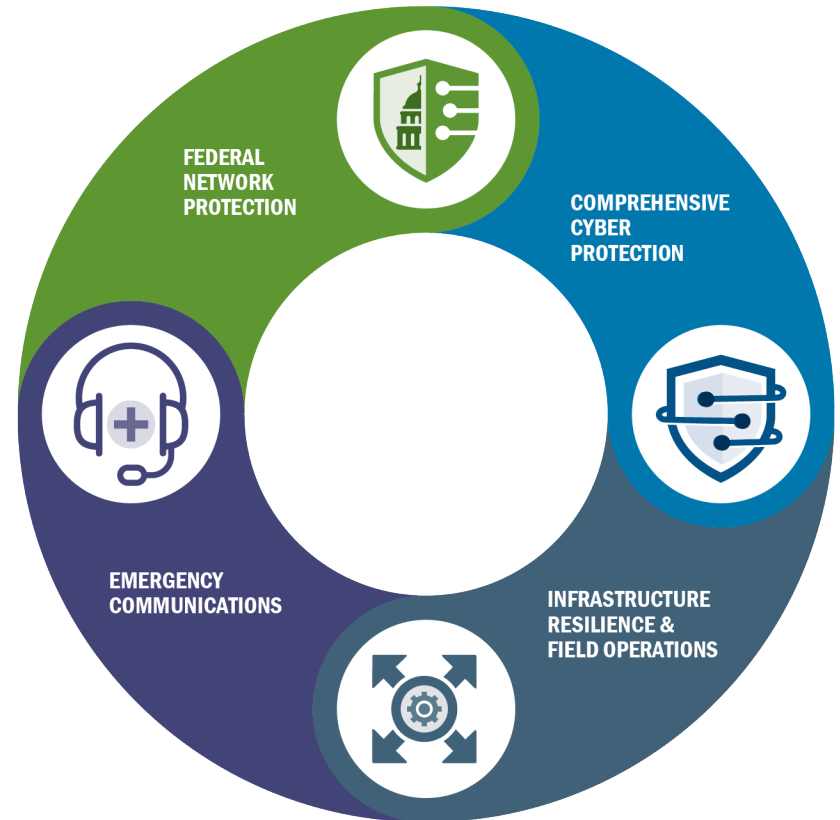 FEDERAL
NETWORK
PROTECTION
COMPREHENSIVE
CYBER
PROTECTION
EMERGENCY
COMMUNICATIONS
INFRASTRUCTURE
RESILIENCE &
FIELD OPERATIONS